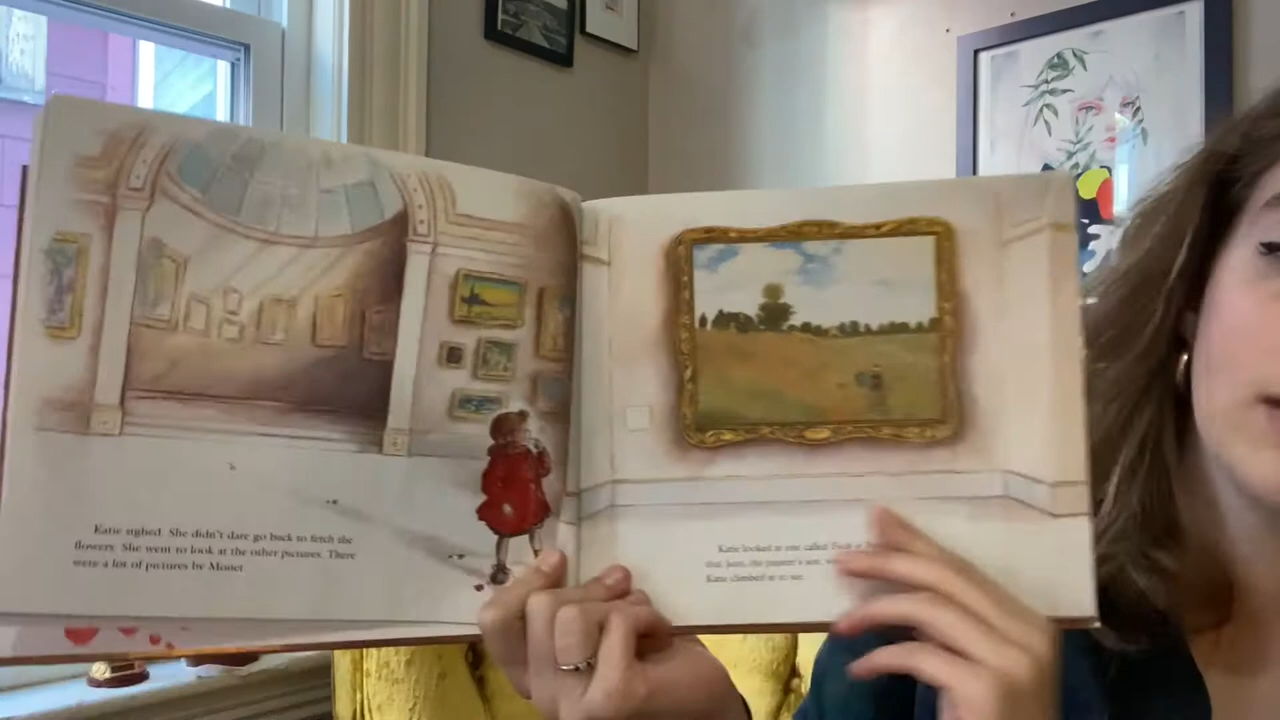 Katie sighed. She didn't dare go back to fetch the
flowers. She went to look at the other pictures. There
were a lot of pictures by Monet
Katie looked at one called
that Jean, the painter's son,
Katie climbed in to see.